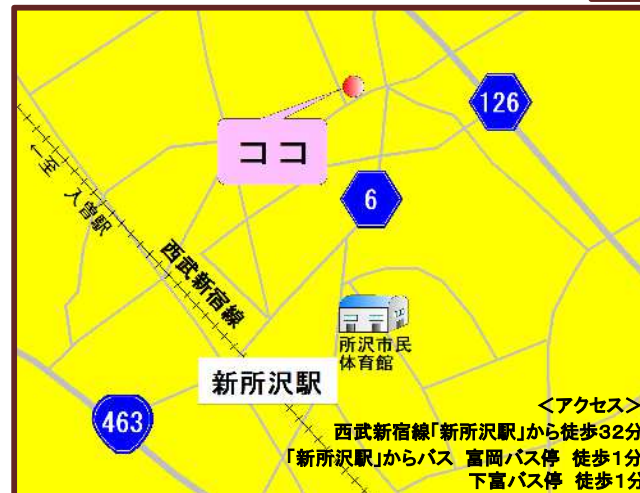 126
ココ
6
←至 入曽駅
西武新宿線
所沢市民
体育館
新所沢駅
463
<アクセス>
西武新宿線「新所沢駅」から徒歩32分
「新所沢駅」からバス 富岡バス停 徒歩1分
下富バス停 徒歩1分